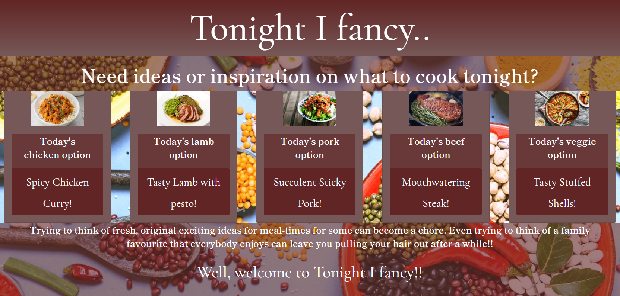 Tonight I fancy..
Need ideas or inspiration on what to cook tonight?
Today's
chicken option
Spicy Chicken
Curry!
Today's lamb
option
Tasty Lamb with
pesto!
Today's pork
option
Succulent Sticky
Pork!
Today's beef
option
Mouthwatering
Steak!
Today's veggie
option
Tasty Stuffed
Shells!
Trying to think of fresh, original exciting ideas for meal-times for some can become a chore. Even trying to think of a family
favourite that everybody enjoys can leave you pulling your hair out after a while!!
Well, welcome to Tonight I fancy!!